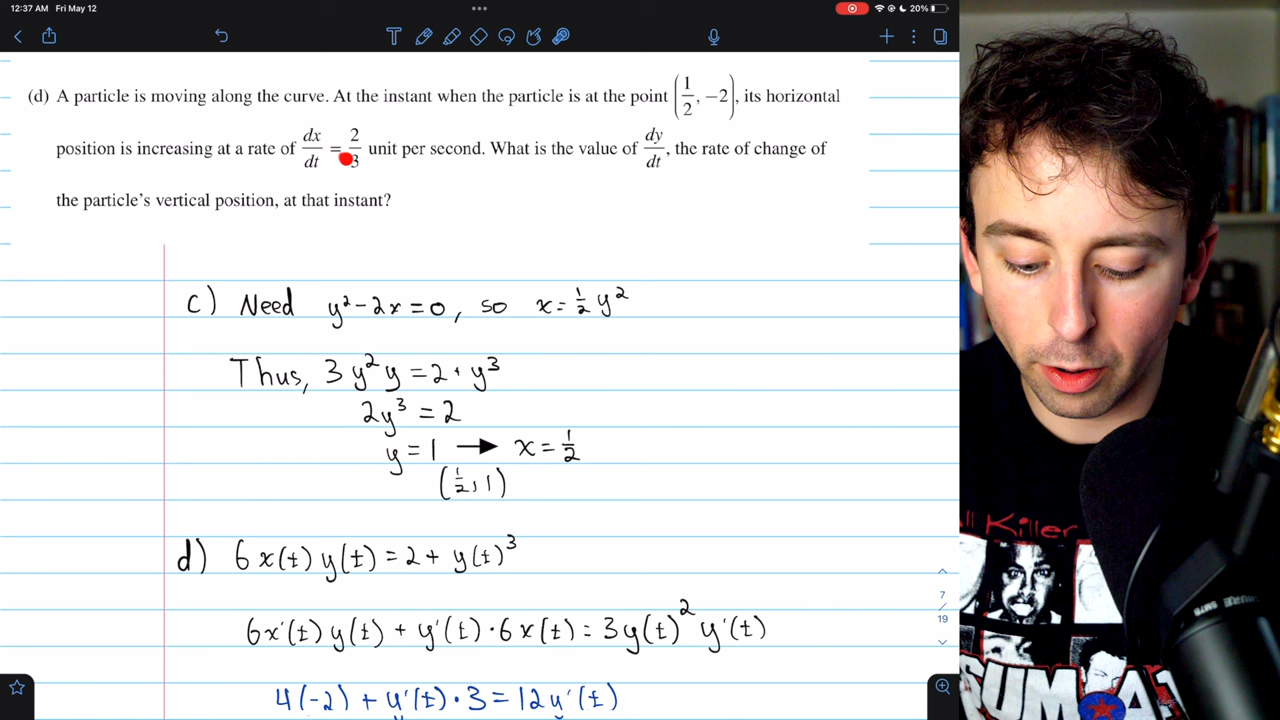 12:37 AM Fri May 12
20%
(d) A particle is moving along the curve. At the instant when the particle is at the point (1/2, −2), its horizontal
position is increasing at a rate of dx/dt = 2/3 unit per second. What is the value of dy/dt, the rate of change of
the particle's vertical position, at that instant?
c) Need y² − 2x = 0, so x = ½ y²
Thus, 3y²y = 2 + y³
2y³ = 2
y = 1 → x = ½
(½, 1)
d) 6x(t) y(t) = 2 + y(t)³
6x'(t) y(t) + y'(t) · 6x(t) = 3y(t)² y'(t)
4(-2) + y'(t) · 3 = 12y'(t)
7
/
19
All Killer
SUM 41